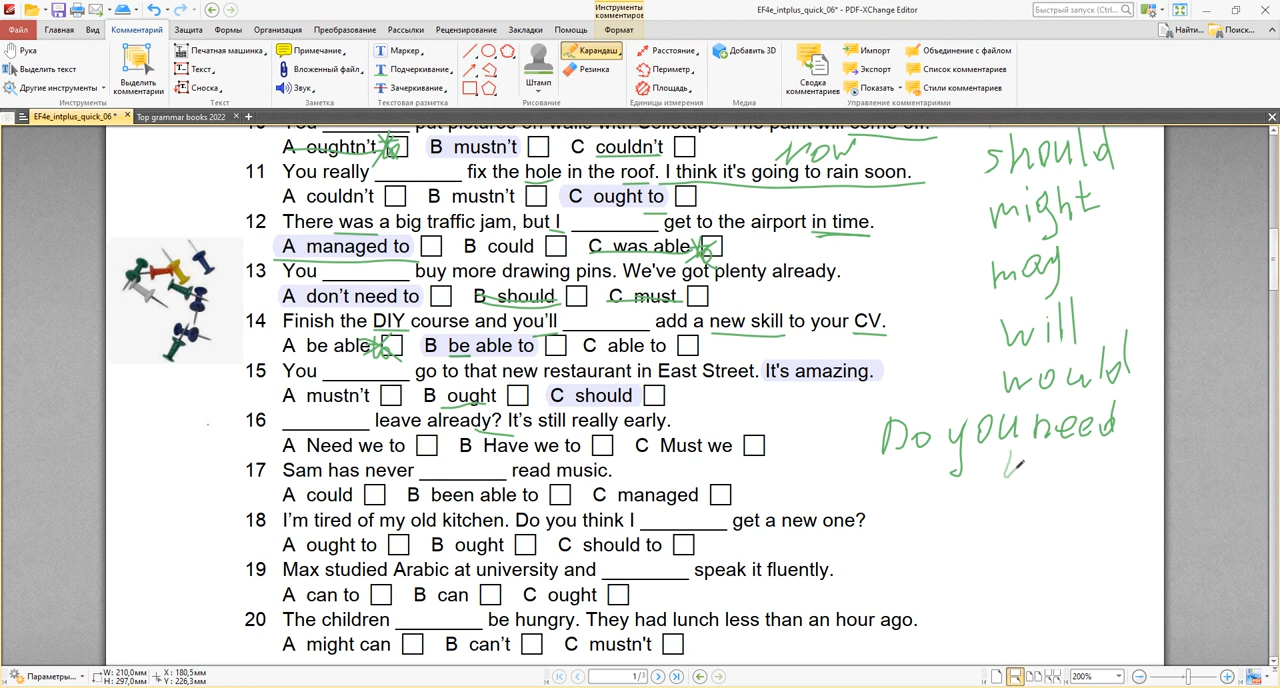 Инструменты комментиров
EF4e_intplus_quick_06* - PDF-XChange Editor
Быстрый запуск (Ctrl...
Файл Главная Вид Комментарий Защита Формы Организация Преобразование Рассылки Рецензирование Закладки Помощь Формат Найти... Поиск...
Рука
Выделить текст
Другие инструменты
Выделить комментарии
Печатная машинка
Текст
Сноска
Примечание
Вложенный файл
Звук
Маркер
Подчеркивание
Зачеркивание
Штамп
Карандаш
Резинка
Расстояние
Периметр
Площадь
Добавить 3D
Сводка комментариев
Импорт
Экспорт
Показать
Объединение с файлом
Список комментариев
Стили комментариев
Инструменты Текст Заметка Текстовая разметка Рисование Единицы измерения Медиа Управление комментариями
EF4e_intplus_quick_06* Top grammar books 2022
You ________ put pictures on walls with Sellotape. The paint will come off.
A oughtn't B mustn't C couldn't
now
11 You really ________ fix the hole in the roof. I think it's going to rain soon.
A couldn't B mustn't C ought to
12 There was a big traffic jam, but I ________ get to the airport in time.
A managed to B could C was able
13 You ________ buy more drawing pins. We've got plenty already.
A don't need to B should C must
14 Finish the DIY course and you'll ________ add a new skill to your CV.
A be able B be able to C able to
15 You ________ go to that new restaurant in East Street. It's amazing.
A mustn't B ought C should
16 ________ leave already? It's still really early.
A Need we to B Have we to C Must we
17 Sam has never ________ read music.
A could B been able to C managed
18 I'm tired of my old kitchen. Do you think I ________ get a new one?
A ought to B ought C should to
19 Max studied Arabic at university and ________ speak it fluently.
A can to B can C ought
20 The children ________ be hungry. They had lunch less than an hour ago.
A might can B can't C mustn't
should
might
may
will
would
Do you need
Параметры... W: 210,0мм X: 180,5мм
H: 297,0мм Y: 226,3мм
1/3
200%